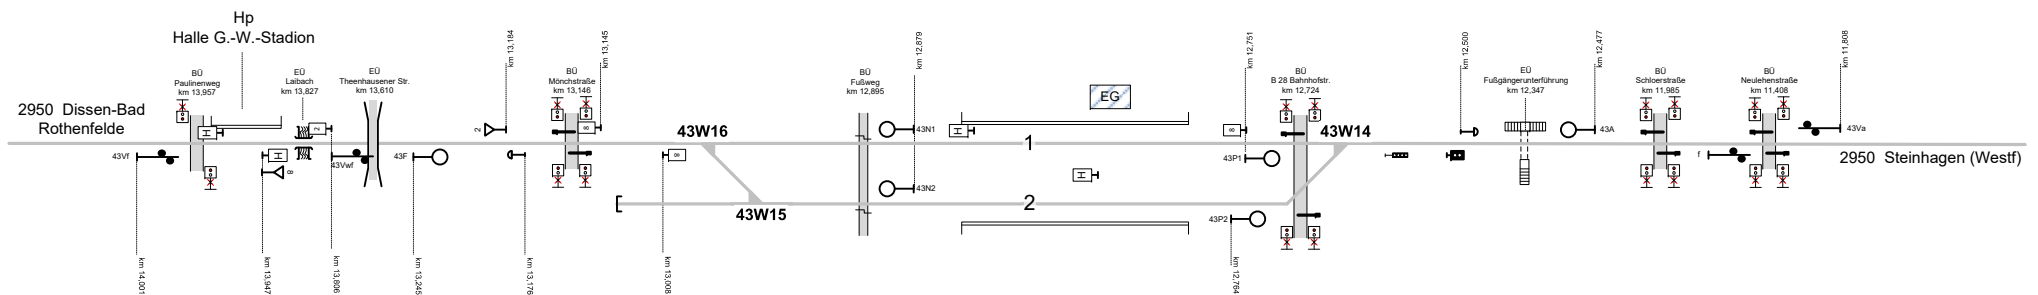 Hp
Halle G.-W.-Stadion
BÜ
Paulinenweg
km 13,957
EÜ
Laibach
km 13,827
EÜ
Theenhausener Str.
km 13,610
km 13,184
BÜ
Mönchstraße
km 13,146
km 13,145
BÜ
Fußweg
km 12,895
km 12,879
EG
km 12,751
BÜ
B 28 Bahnhofstr.
km 12,724
km 12,500
EÜ
Fußgängerunterführung
km 12,347
km 12,477
BÜ
Schloerstraße
km 11,985
BÜ
Neulehenstraße
km 11,408
km 11,808
2950 Dissen-Bad
Rothenfelde
H
2
2
8
43W16
43N1
H
1
8
43W14
43A
43Va
43Vf
H
8
43Vwf
43F
8
43P1
H
f
2950 Steinhagen (Westf)
43N2
43W15
2
43P2
km 14,001
km 13,947
km 13,806
km 13,245
km 13,176
km 13,008
km 12,764